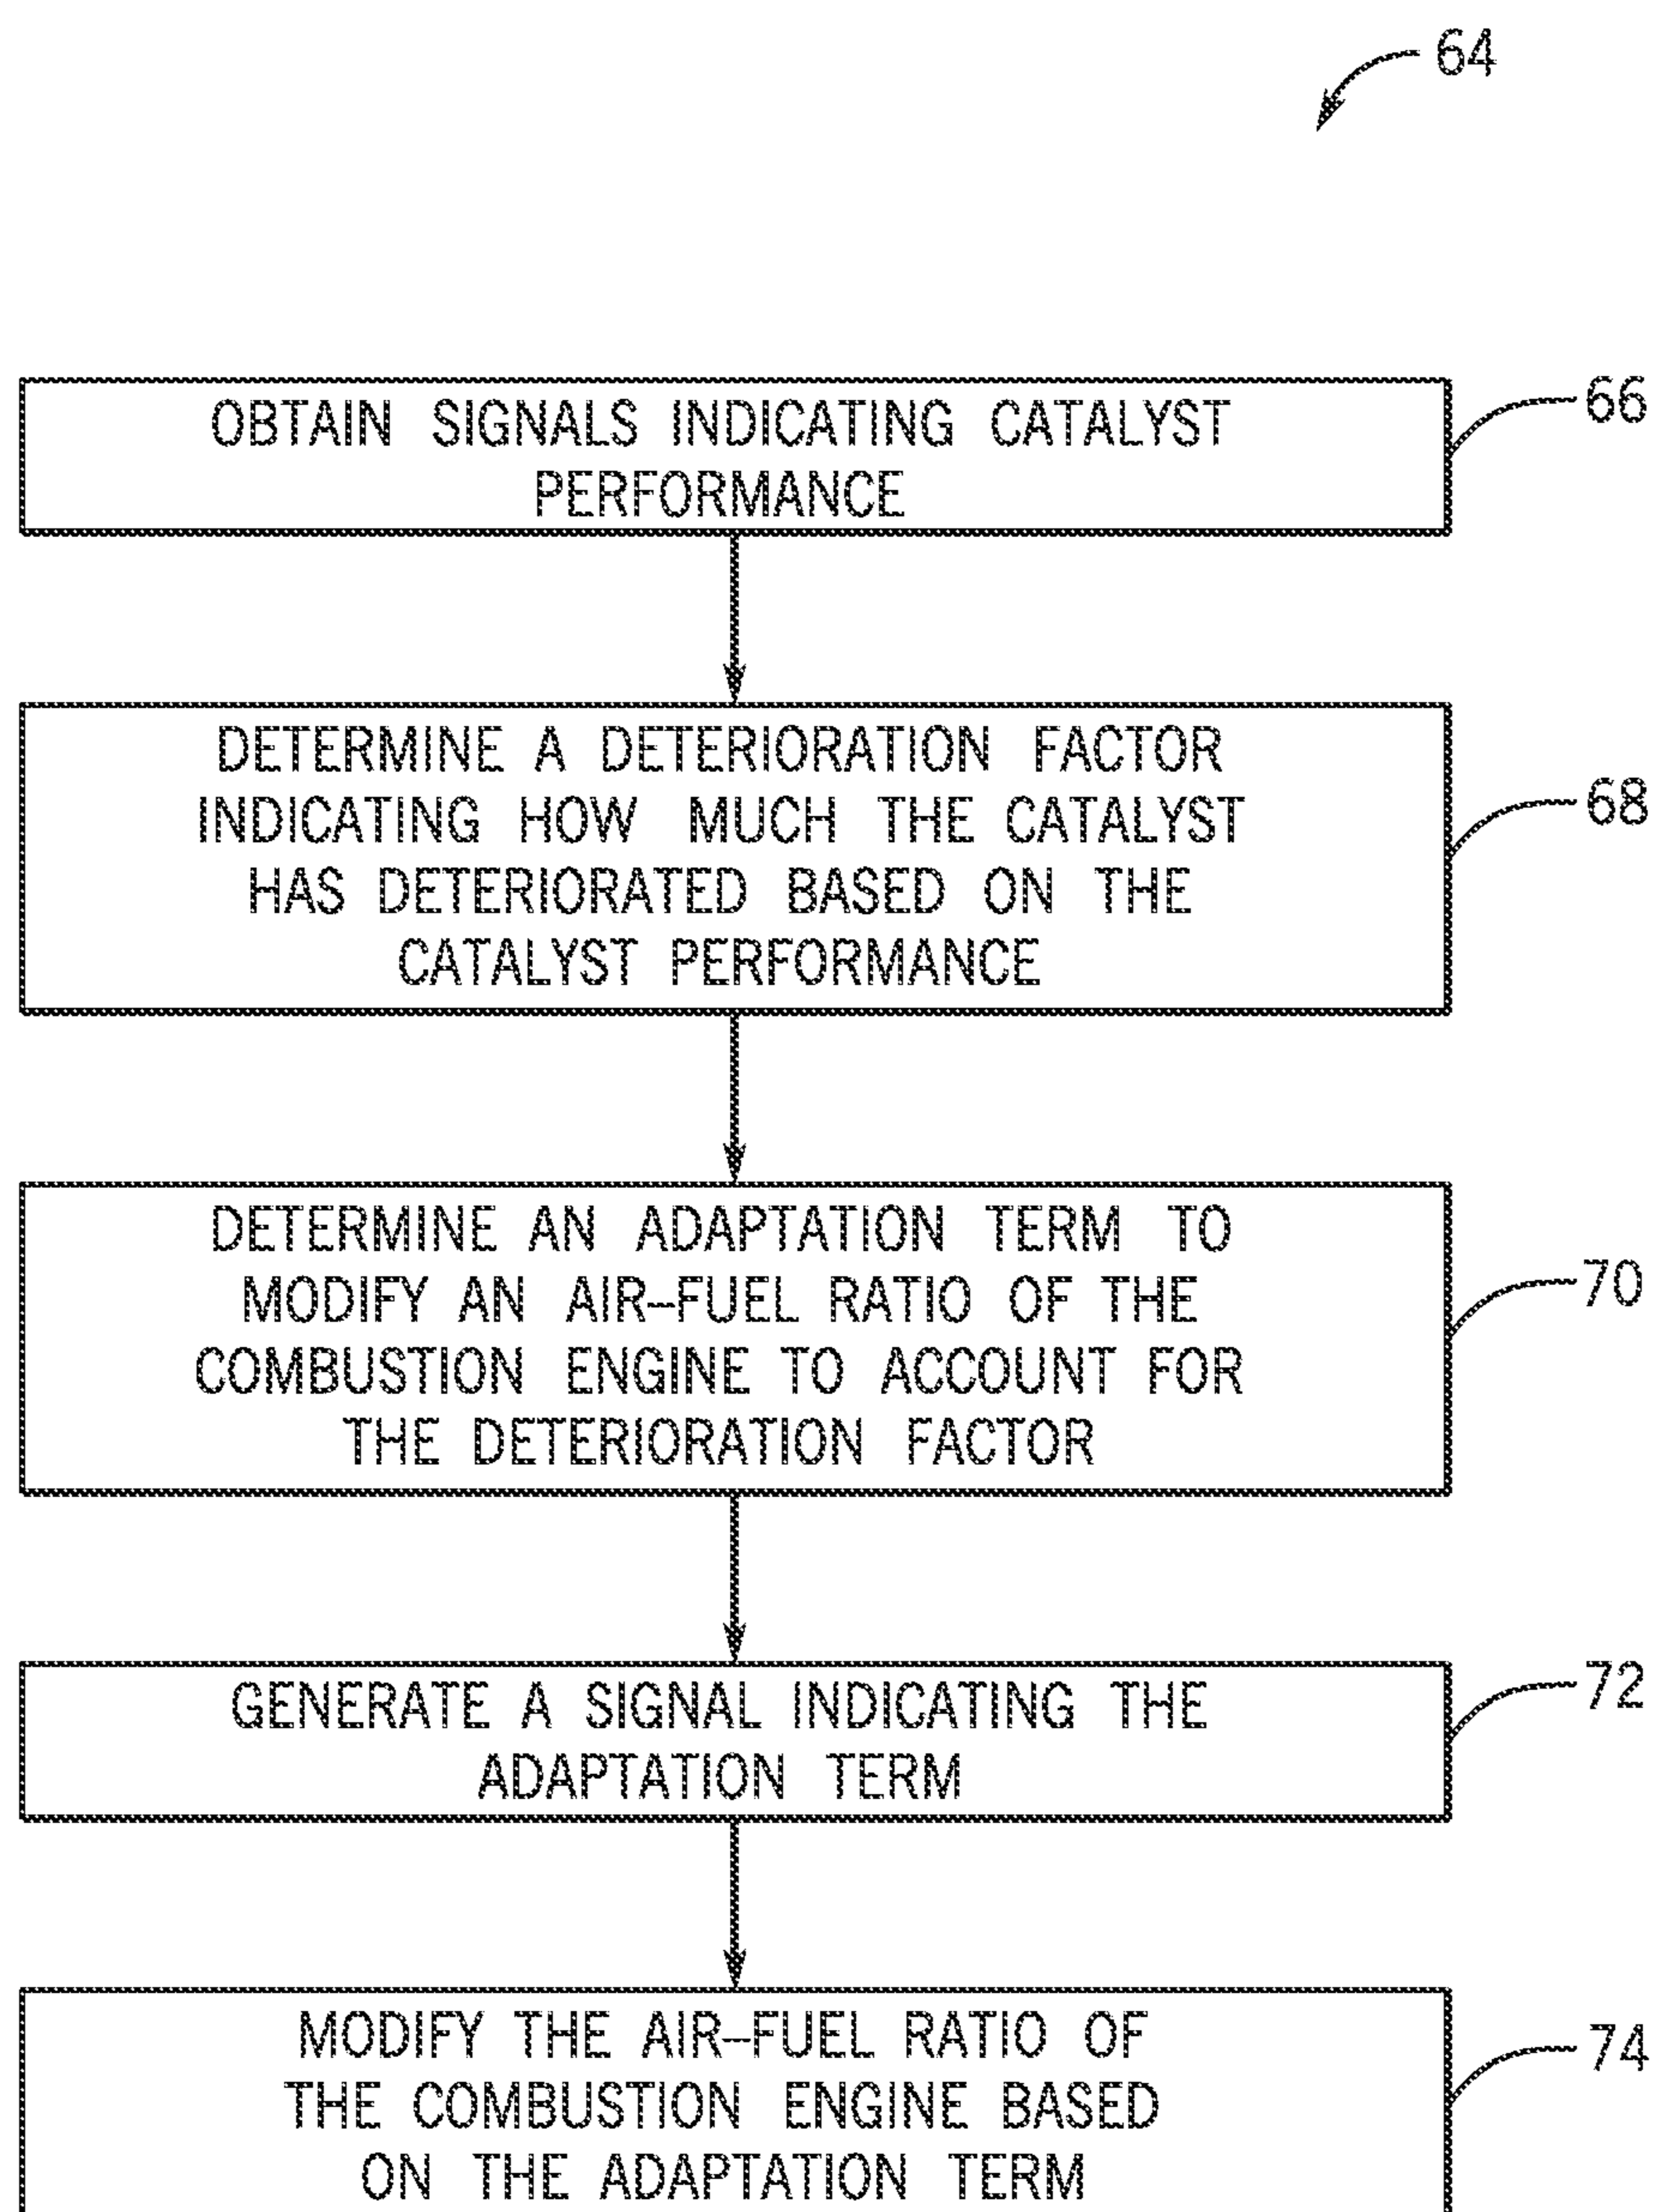 64
OBTAIN SIGNALS INDICATING CATALYST
PERFORMANCE
66
DETERMINE A DETERIORATION FACTOR
INDICATING HOW MUCH THE CATALYST
HAS DETERIORATED BASED ON THE
CATALYST PERFORMANCE
68
DETERMINE AN ADAPTATION TERM TO
MODIFY AN AIR–FUEL RATIO OF THE
COMBUSTION ENGINE TO ACCOUNT FOR
THE DETERIORATION FACTOR
70
GENERATE A SIGNAL INDICATING THE
ADAPTATION TERM
72
MODIFY THE AIR–FUEL RATIO OF
THE COMBUSTION ENGINE BASED
ON THE ADAPTATION TERM
74